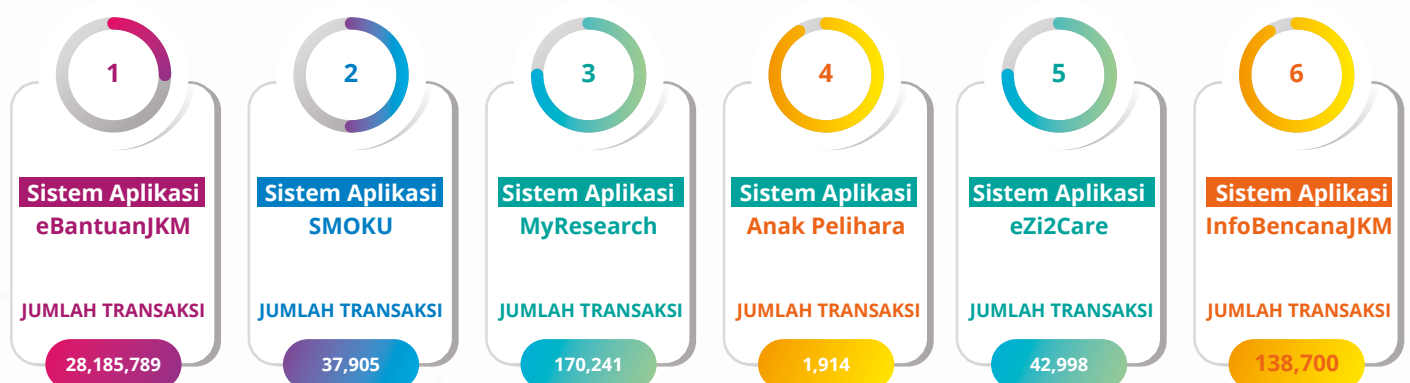 1
Sistem Aplikasi
eBantuanJKM
JUMLAH TRANSAKSI
28,185,789
2
Sistem Aplikasi
SMOKU
JUMLAH TRANSAKSI
37,905
3
Sistem Aplikasi
MyResearch
JUMLAH TRANSAKSI
170,241
4
Sistem Aplikasi
Anak Pelihara
JUMLAH TRANSAKSI
1,914
5
Sistem Aplikasi
eZi2Care
JUMLAH TRANSAKSI
42,998
6
Sistem Aplikasi
InfoBencanaJKM
JUMLAH TRANSAKSI
138,700